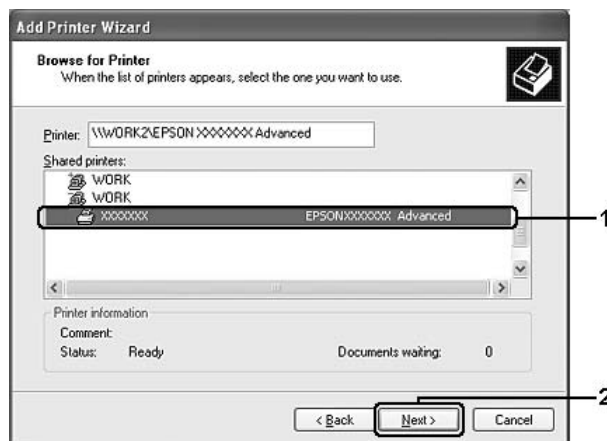 Add Printer Wizard
Browse for Printer
When the list of printers appears, select the one you want to use.
Printer: \\WORK2\EPSON XXXXXXX Advanced
Shared printers:
WORK
WORK
XXXXXXX EPSONXXXXXXX Advanced 1
Printer information
Comment:
Status: Ready Documents waiting: 0
2
< Back Next > Cancel